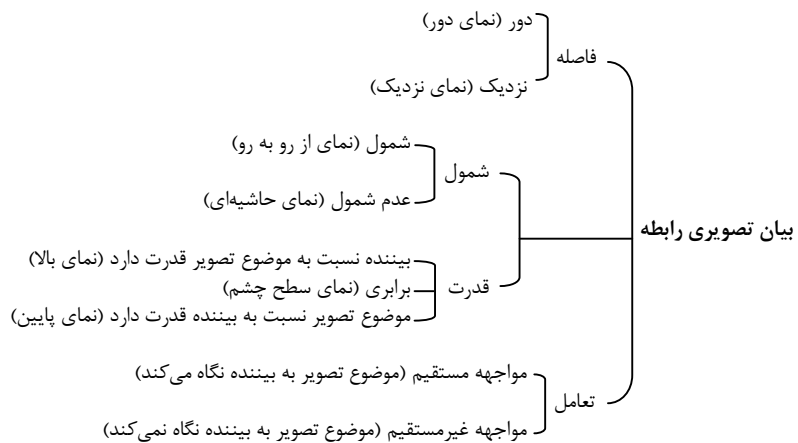 دور (نمای دور)
فاصله
نزدیک (نمای نزدیک)
شمول (نمای از رو به رو)
شمول
عدم شمول (نمای حاشیه‌ای)
بیان تصویری رابطه
بیننده نسبت به موضوع تصویر قدرت دارد (نمای بالا)
قدرت
برابری (نمای سطح چشم)
موضوع تصویر نسبت به بیننده قدرت دارد (نمای پایین)
مواجهه مستقیم (موضوع تصویر به بیننده نگاه می‌کند)
تعامل
مواجهه غیرمستقیم (موضوع تصویر به بیننده نگاه نمی‌کند)